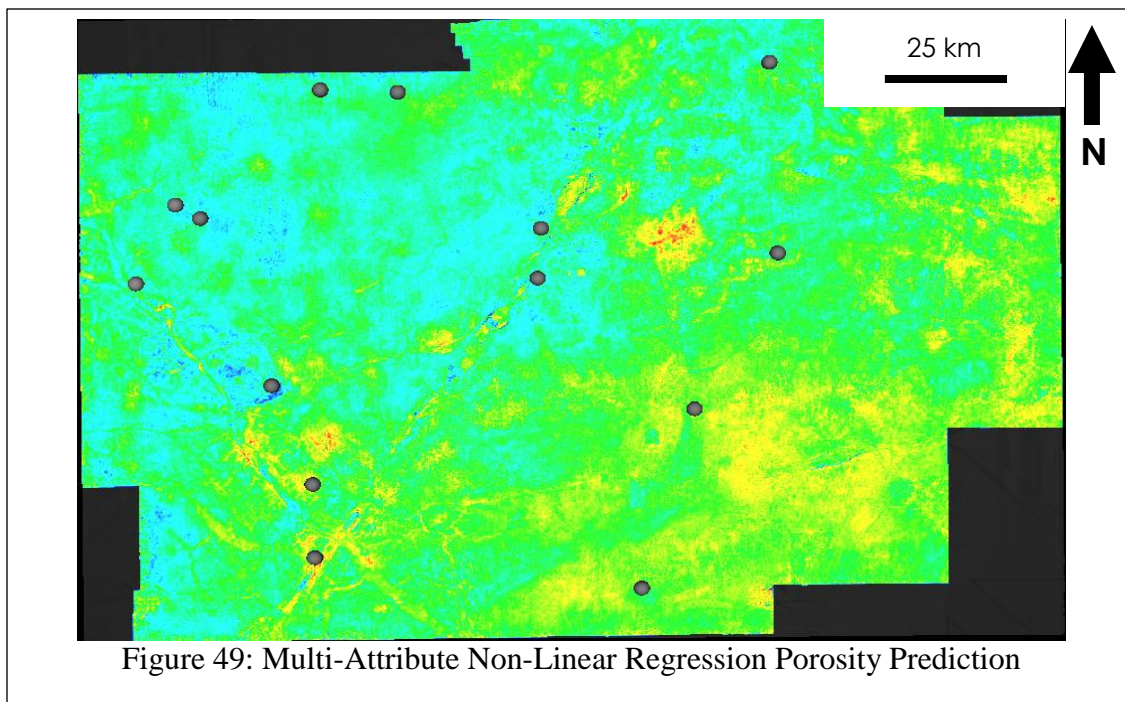 25 km
N
Figure 49: Multi-Attribute Non-Linear Regression Porosity Prediction